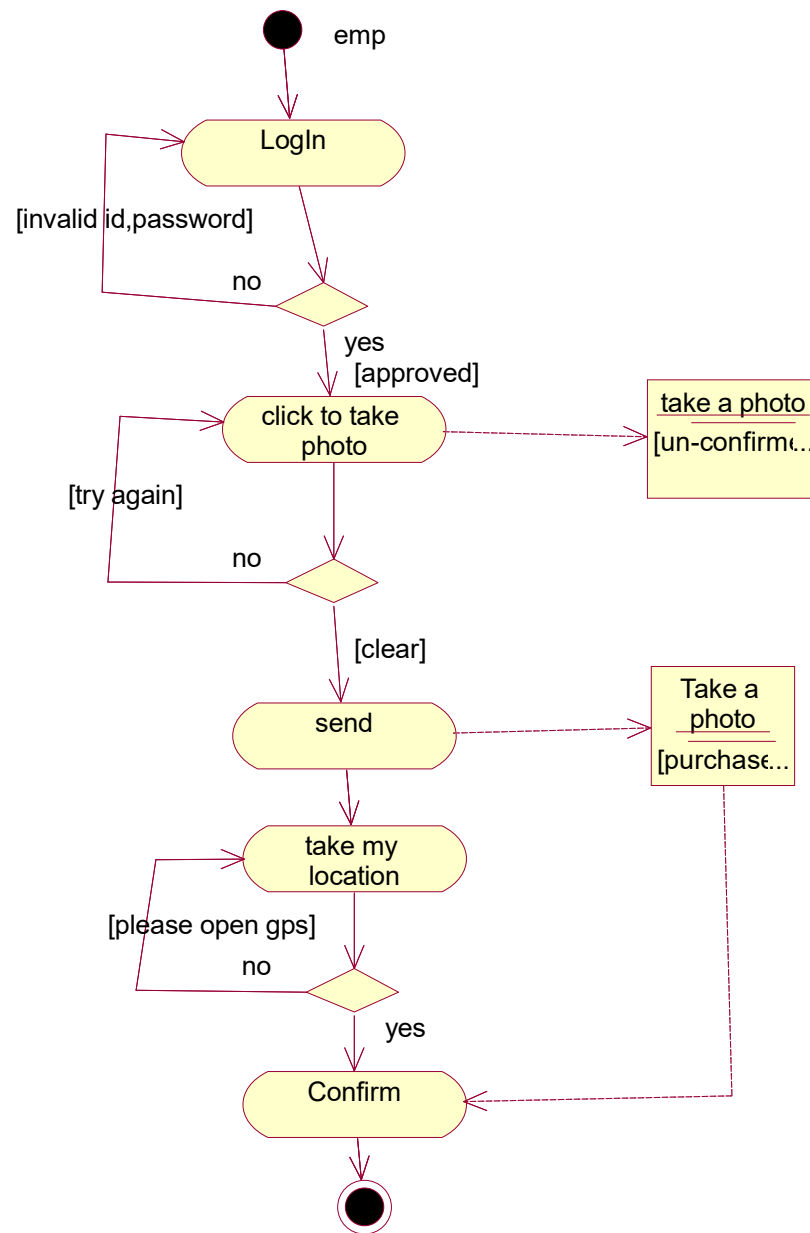 emp
LogIn
[invalid id,password]
no
yes
[approved]
click to take
photo
take a photo
[un-confirme...
[try again]
no
[clear]
send
Take a
photo
[purchase...
take my
location
[please open gps]
no
yes
Confirm